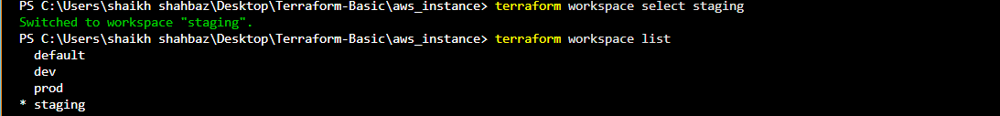 PS C:\Users\shaikh shahbaz\Desktop\Terraform-Basic\aws_instance> terraform workspace select staging
Switched to workspace "staging".
PS C:\Users\shaikh shahbaz\Desktop\Terraform-Basic\aws_instance> terraform workspace list
  default
  dev
  prod
* staging